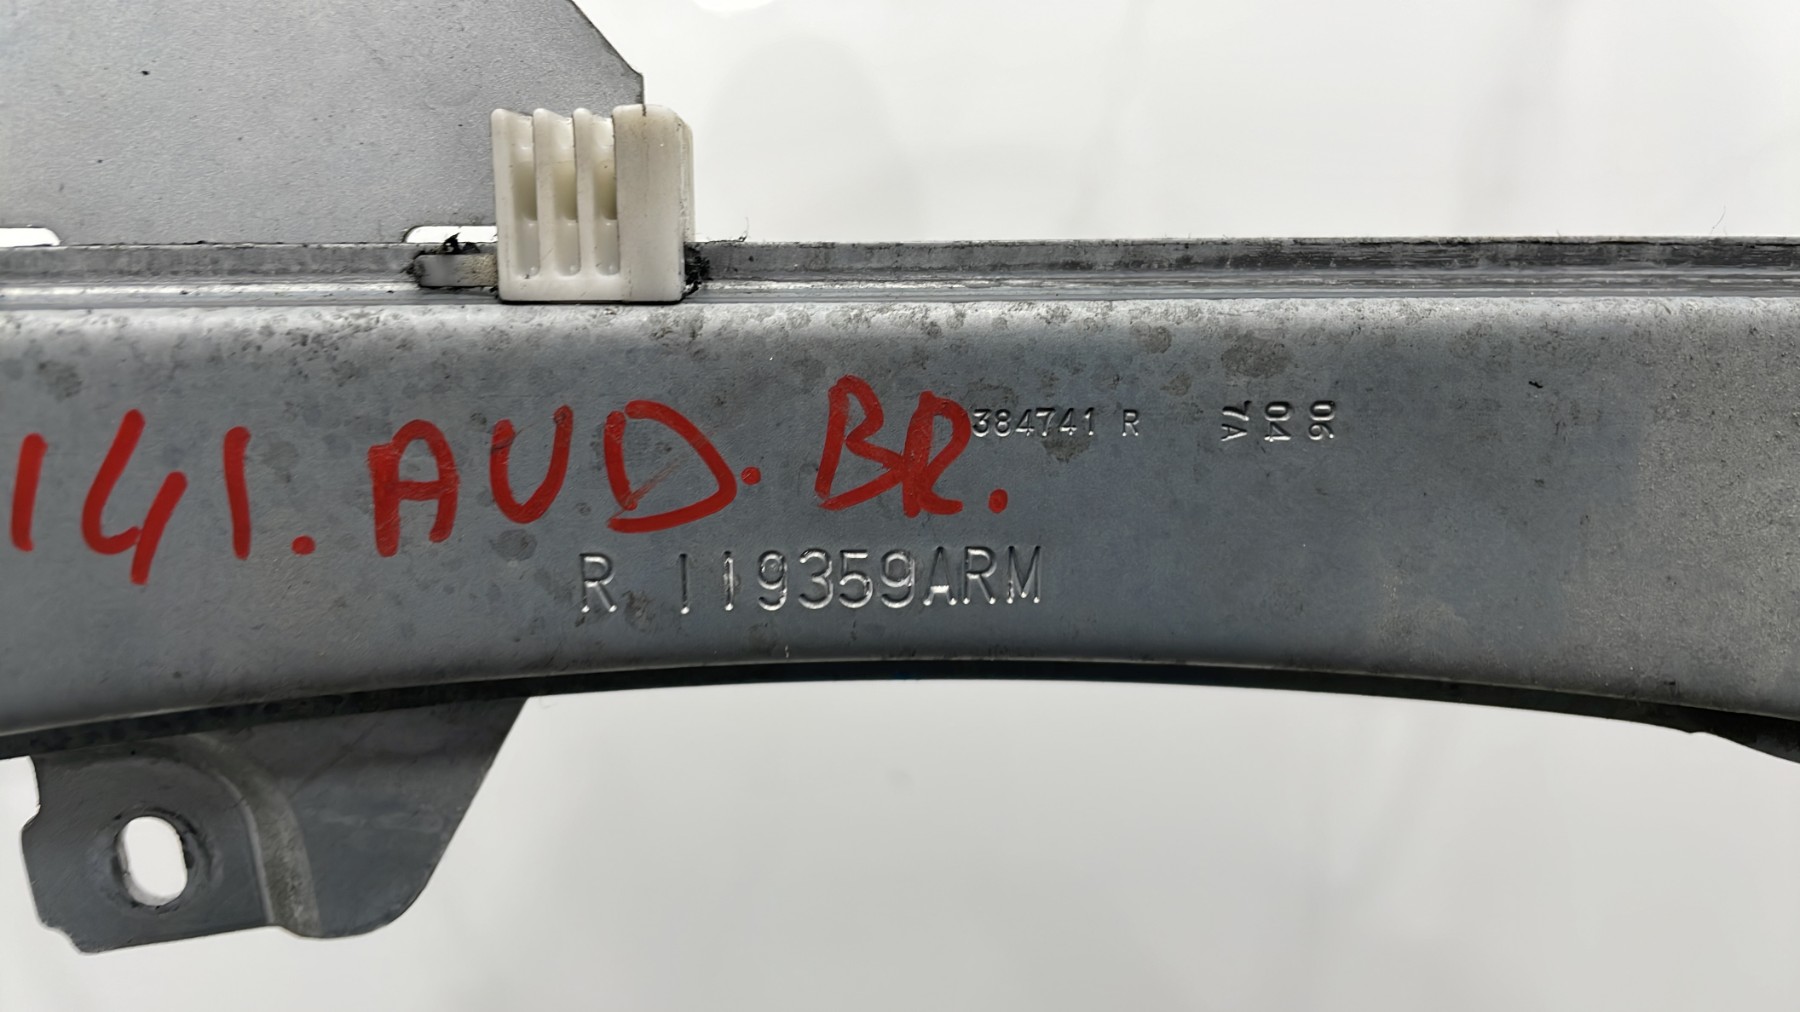 141. AUD. BR.
384741 R
7A
04
06
R 119359ARM